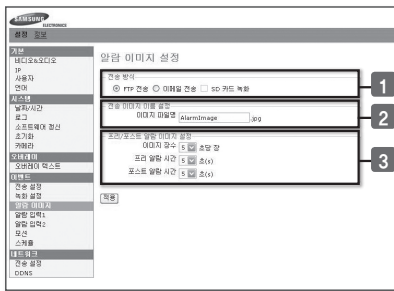 SAMSUNG
ELECTRONICS
설정 정보
기본
비디오&오디오
IP
사용자
언어
시스템
날짜/시간
로그
소프트웨어 갱신
초기화
카메라
오버레이
오버레이 텍스트
이벤트
전송 설정
녹화 설정
알람 이미지
알람 입력1
알람 입력2
모션
스케쥴
네트워크
전송 설정
DDNS
알람 이미지 설정
전송 방식
FTP 전송 이메일 전송 SD 카드 녹화
1
전송 이미지 이름 설정
이미지 파일명 AlarmImage .jpg
2
프리/포스트 알람 이미지 설정
이미지 장수 5 초당 장
프리 알람 시간 5 초(s)
포스트 알람 시간 5 초(s)
3
적용